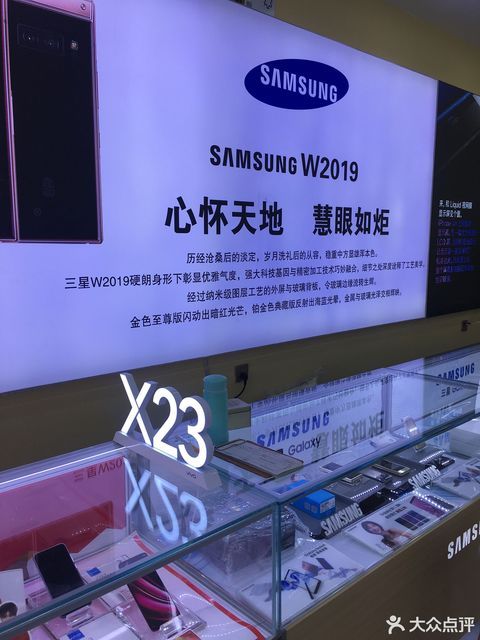 SAMSUNG
SAMSUNG W2019
心怀天地 慧眼如炬
历经沧桑后的淡定，岁月洗礼后的从容，稳重中方显雄浑本色。
三星W2019硬朗身形下彰显优雅气度，强大科技基因与精密加工技术巧妙融合，细节之处深度诠释了工艺美学。
经过纳米级图层工艺的外屏与玻璃背板，令玻璃边缘流转生辉。
金色至尊版闪动出暗红光芒，铂金色典藏版反射出海蓝光晕，金属与玻璃光泽交相辉映。
X23
vivo
SAMSUNG
Galaxy
SAMSUNG
SAMSUNG
三星
SAMS
大众点评